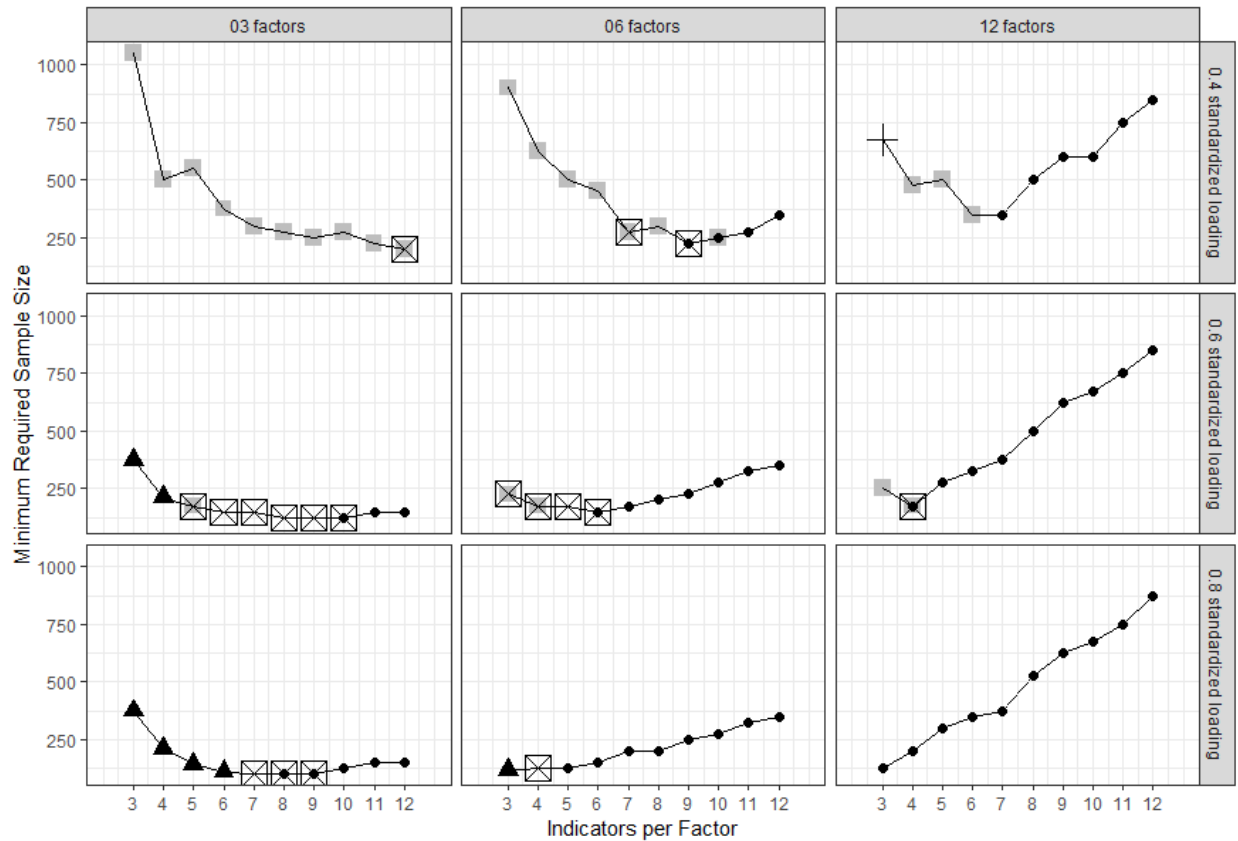 03 factors
06 factors
12 factors
1000
750
500
250
0.4 standardized loading
1000
750
500
250
0.6 standardized loading
1000
750
500
250
0.8 standardized loading
Minimum Required Sample Size
3 4 5 6 7 8 9 10 11 12
3 4 5 6 7 8 9 10 11 12
3 4 5 6 7 8 9 10 11 12
Indicators per Factor